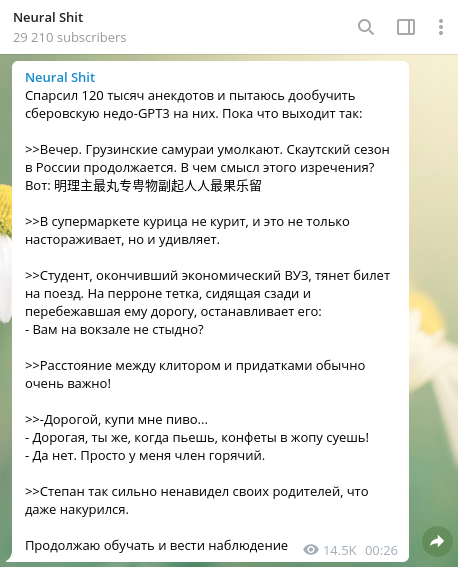 Neural Shit
29 210 subscribers
Neural Shit
Спарсил 120 тысяч анекдотов и пытаюсь дообучить
сберовскую недо-GPT3 на них. Пока что выходит так:
>>Вечер. Грузинские самураи умолкают. Скаутский сезон
в России продолжается. В чем смысл этого изречения?
Вот: 明理主最丸专粤物副起人人最果乐留
>>В супермаркете курица не курит, и это не только
настораживает, но и удивляет.
>>Студент, окончивший экономический ВУЗ, тянет билет
на поезд. На перроне тетка, сидящая сзади и
перебежавшая ему дорогу, останавливает его:
- Вам на вокзале не стыдно?
>>Расстояние между клитором и придатками обычно
очень важно!
>>-Дорогой, купи мне пиво...
- Дорогая, ты же, когда пьешь, конфеты в жопу суешь!
- Да нет. Просто у меня член горячий.
>>Степан так сильно ненавидел своих родителей, что
даже накурился.
Продолжаю обучать и вести наблюдение
14.5K 00:26